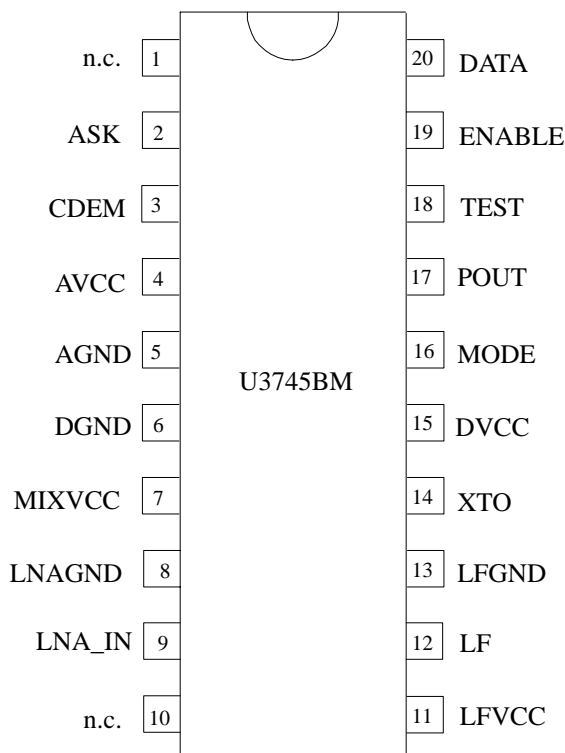 n.c. 1 20 DATA
ASK 2 19 ENABLE
CDEM 3 18 TEST
AVCC 4 17 POUT
AGND 5 16 MODE
U3745BM
DGND 6 15 DVCC
MIXVCC 7 14 XTO
LNAGND 8 13 LFGND
LNA_IN 9 12 LF
n.c. 10 11 LFVCC